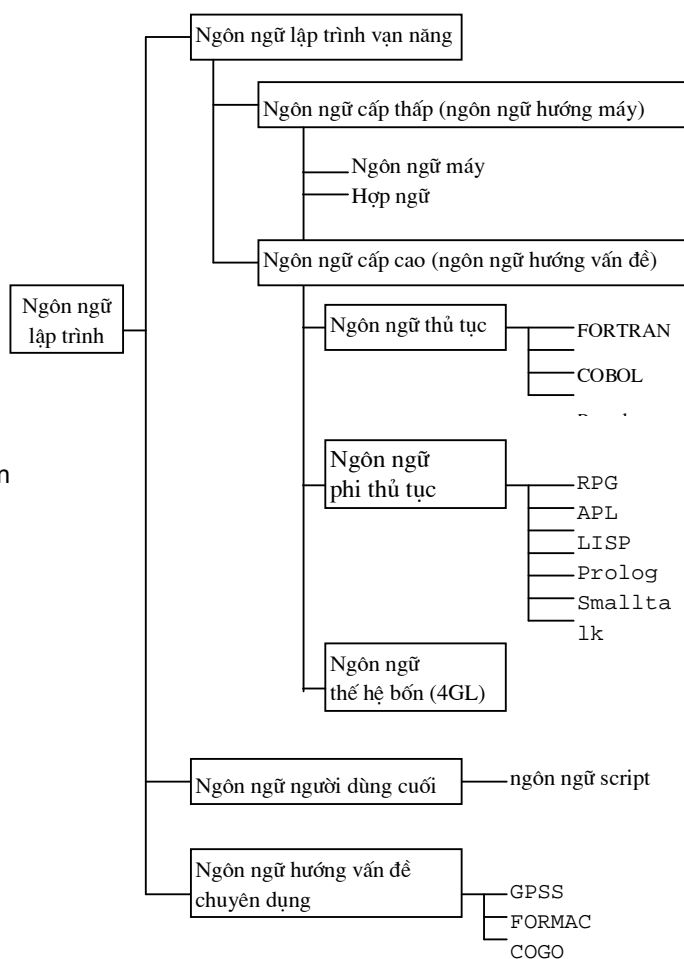 Ngôn ngữ lập trình vạn năng
Ngôn ngữ cấp thấp (ngôn ngữ hướng máy)
Ngôn ngữ máy
Hợp ngữ
Ngôn ngữ cấp cao (ngôn ngữ hướng vấn đề)
Ngôn ngữ
lập trình
Ngôn ngữ thủ tục
FORTRAN
COBOL
Ngôn ngữ
phi thủ tục
RPG
APL
LISP
Prolog
Smallta
lk
Ngôn ngữ
thế hệ bốn (4GL)
Ngôn ngữ người dùng cuối
ngôn ngữ script
Ngôn ngữ hướng vấn đề
chuyên dụng
GPSS
FORMAC
COGO